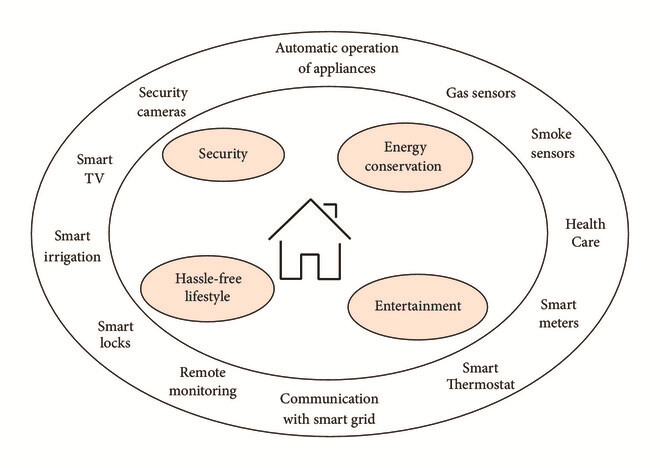 Automatic operation
of appliances
Security
cameras
Gas sensors
Smoke
sensors
Smart
TV
Security
Energy
conservation
Smart
irrigation
Health
Care
Hassle-free
lifestyle
Entertainment
Smart
meters
Smart
locks
Remote
monitoring
Smart
Thermostat
Communication
with smart grid